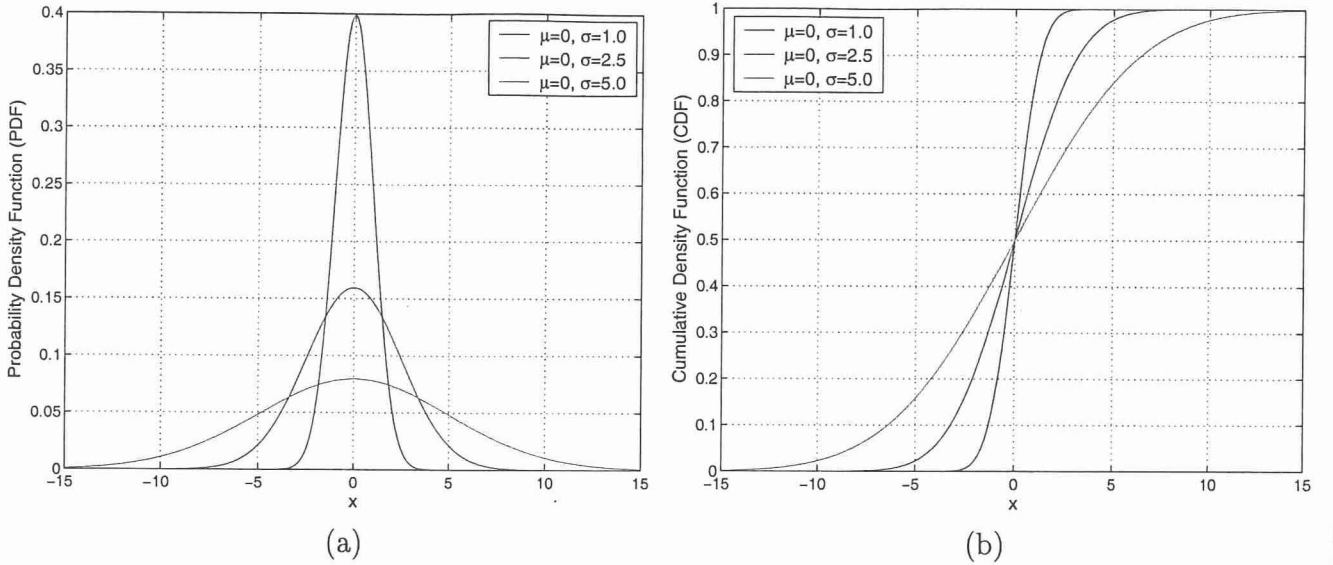 0.4
0.35
0.3
0.25
0.2
0.15
0.1
0.05
0
Probability Density Function (PDF)
μ=0, σ=1.0
μ=0, σ=2.5
μ=0, σ=5.0
−15
−10
−5
0
5
10
15
x
(a)
1
0.9
0.8
0.7
0.6
0.5
0.4
0.3
0.2
0.1
0
Cumulative Density Function (CDF)
μ=0, σ=1.0
μ=0, σ=2.5
μ=0, σ=5.0
−15
−10
−5
0
5
10
15
x
(b)